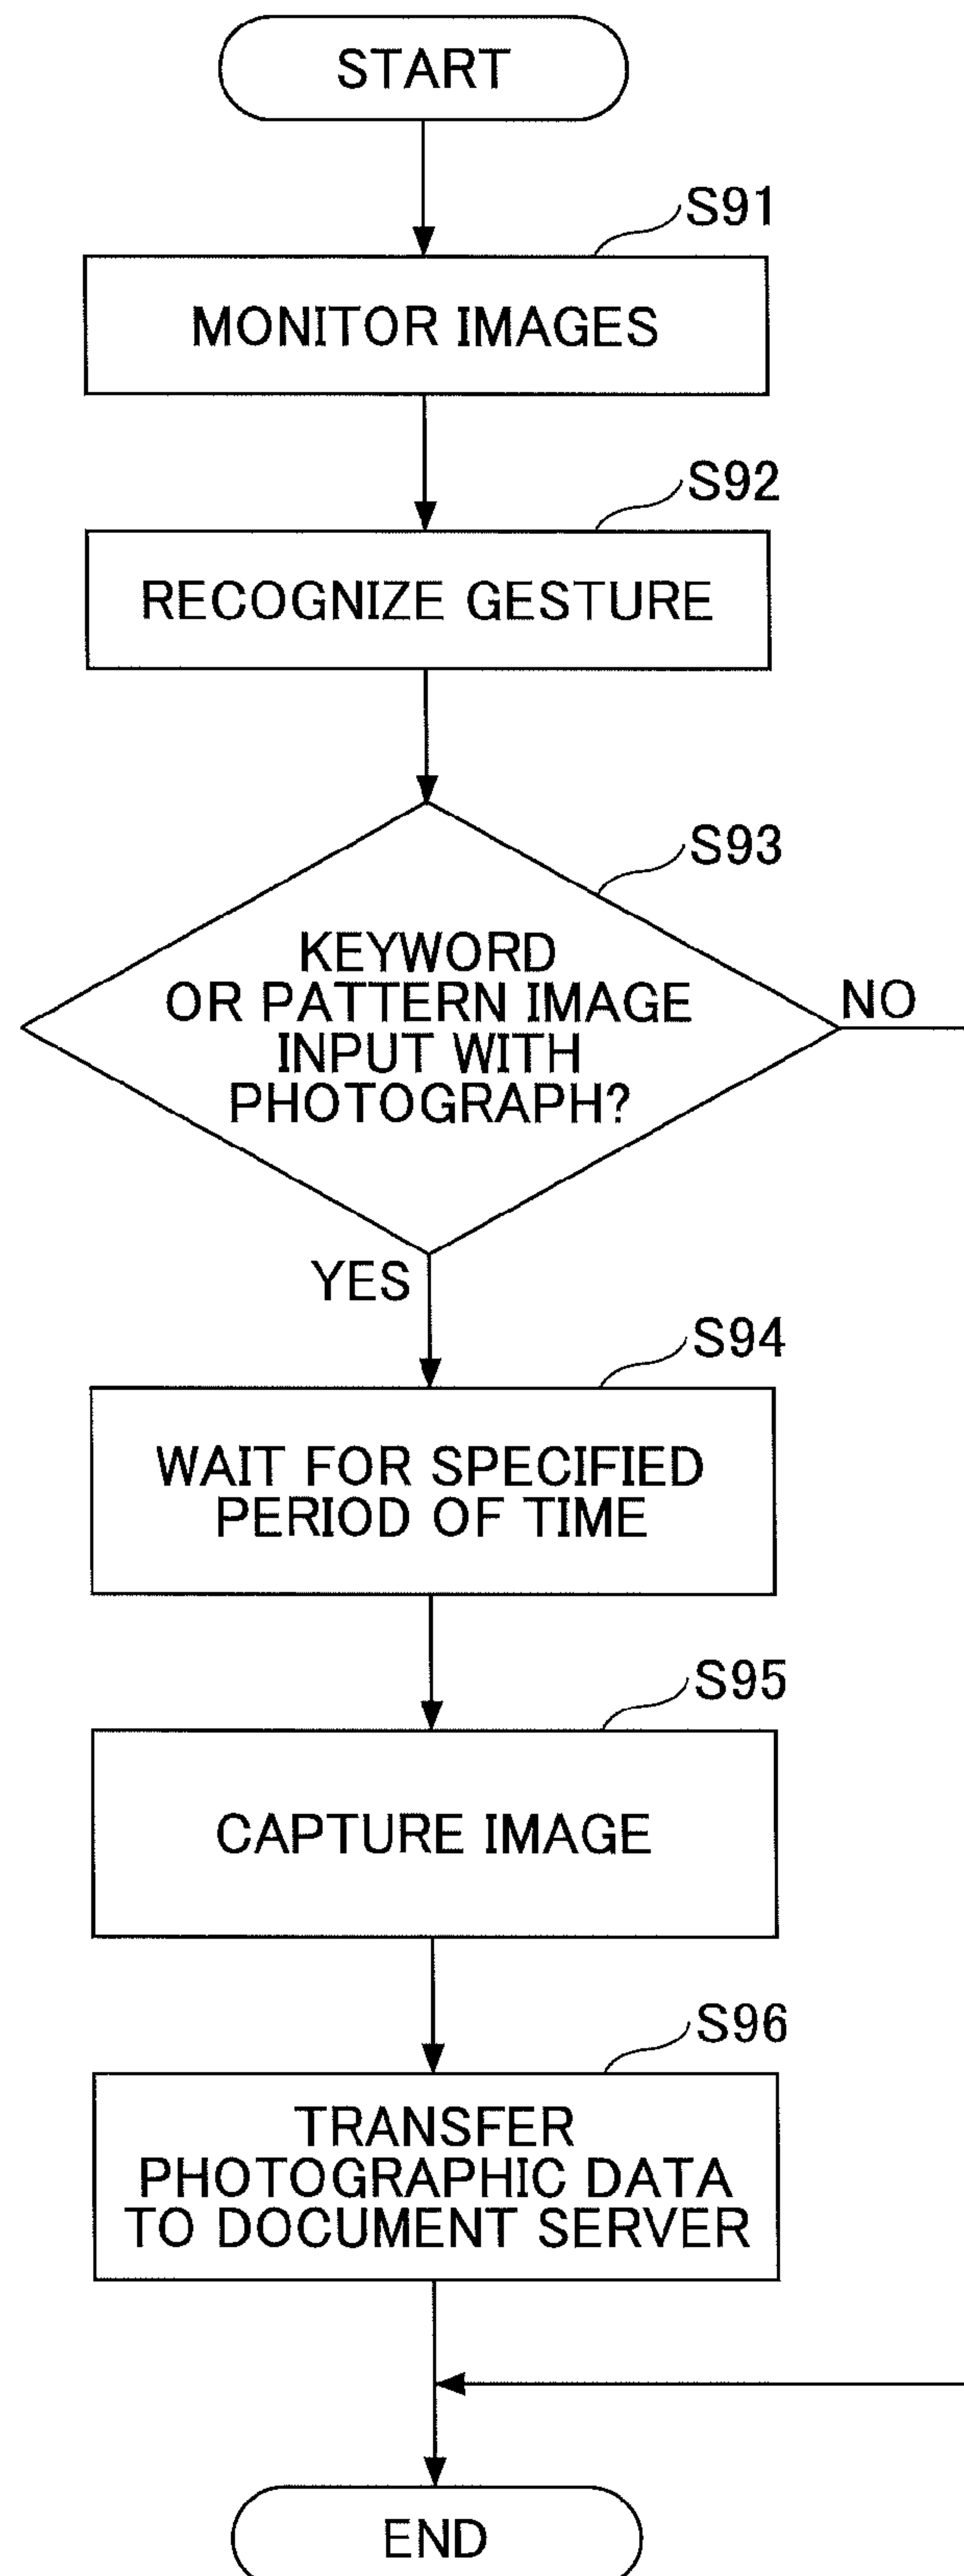 START
S91
MONITOR IMAGES
S92
RECOGNIZE GESTURE
S93
KEYWORD
OR PATTERN IMAGE
INPUT WITH
PHOTOGRAPH?
NO
YES
S94
WAIT FOR SPECIFIED
PERIOD OF TIME
S95
CAPTURE IMAGE
S96
TRANSFER
PHOTOGRAPHIC DATA
TO DOCUMENT SERVER
END